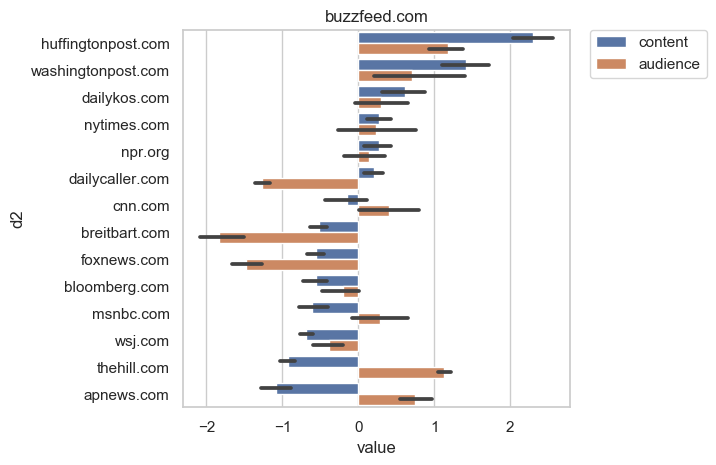 buzzfeed.com
huffingtonpost.com
washingtonpost.com
dailykos.com
nytimes.com
npr.org
dailycaller.com
cnn.com
breitbart.com
foxnews.com
bloomberg.com
msnbc.com
wsj.com
thehill.com
apnews.com
d2
−2 −1 0 1 2
value
content
audience